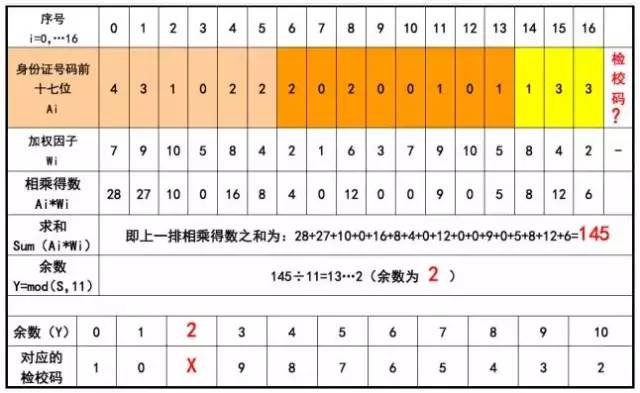 序号 0 1 2 3 4 5 6 7 8 9 10 11 12 13 14 15 16
i=0,…16
身份证号码前 4 3 1 0 2 2 2 0 2 0 0 1 0 1 1 3 3 检校码?
十七位
Ai
加权因子 7 9 10 5 8 4 2 1 6 3 7 9 10 5 8 4 2 -
Wi
相乘得数 28 27 10 0 16 8 4 0 12 0 0 9 0 5 8 12 6
Ai*Wi
求和 即上一排相乘得数之和为：28+27+10+0+16+8+4+0+12+0+0+9+0+5+8+12+6=145
Sum（Ai*Wi）
余数 145÷11=13…2（余数为 2 ）
Y=mod(S,11)
余数（Y） 0 1 2 3 4 5 6 7 8 9 10
对应的 1 0 X 9 8 7 6 5 4 3 2
检校码